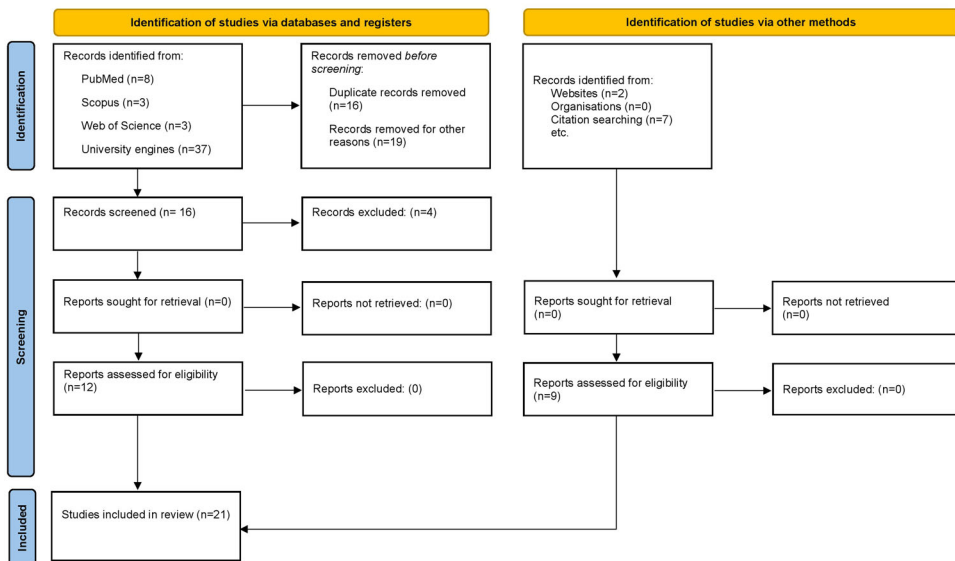 Identification of studies via databases and registers
Identification of studies via other methods
Identification
Records identified from:
PubMed (n=8)
Scopus (n=3)
Web of Science (n=3)
University engines (n=37)
Records removed before
screening:
Duplicate records removed
(n=16)
Records removed for other
reasons (n=19)
Records identified from:
Websites (n=2)
Organisations (n=0)
Citation searching (n=7)
etc.
Screening
Records screened (n= 16)
Records excluded: (n=4)
Reports sought for retrieval (n=0)
Reports not retrieved: (n=0)
Reports sought for retrieval
(n=0)
Reports not retrieved
(n=0)
Reports assessed for eligibility
(n=12)
Reports excluded: (0)
Reports assessed for eligibility
(n=9)
Reports excluded: (n=0)
Included
Studies included in review (n=21)